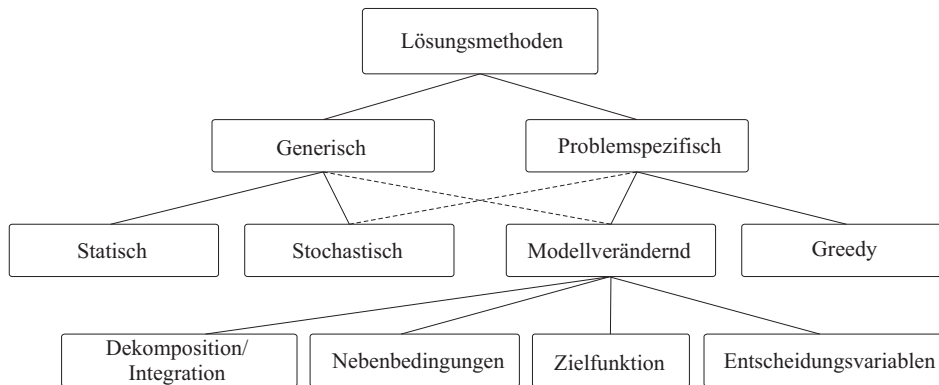 Lösungsmethoden
Generisch
Problemspezifisch
Statisch
Stochastisch
Modellverändernd
Greedy
Dekomposition/
Integration
Nebenbedingungen
Zielfunktion
Entscheidungsvariablen